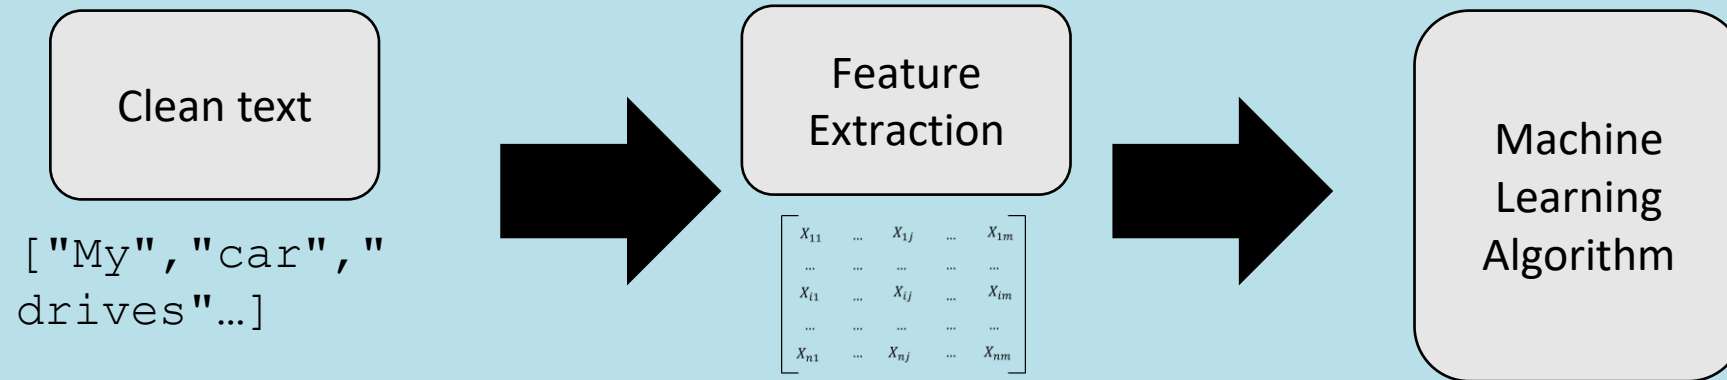 Clean text
["My","car","
drives"…]
Feature
Extraction
X₁₁ … X₁ⱼ … X₁ₘ
… … … … …
Xᵢ₁ … Xᵢⱼ … Xᵢₘ
… … … … …
Xₙ₁ … Xₙⱼ … Xₙₘ
Machine
Learning
Algorithm